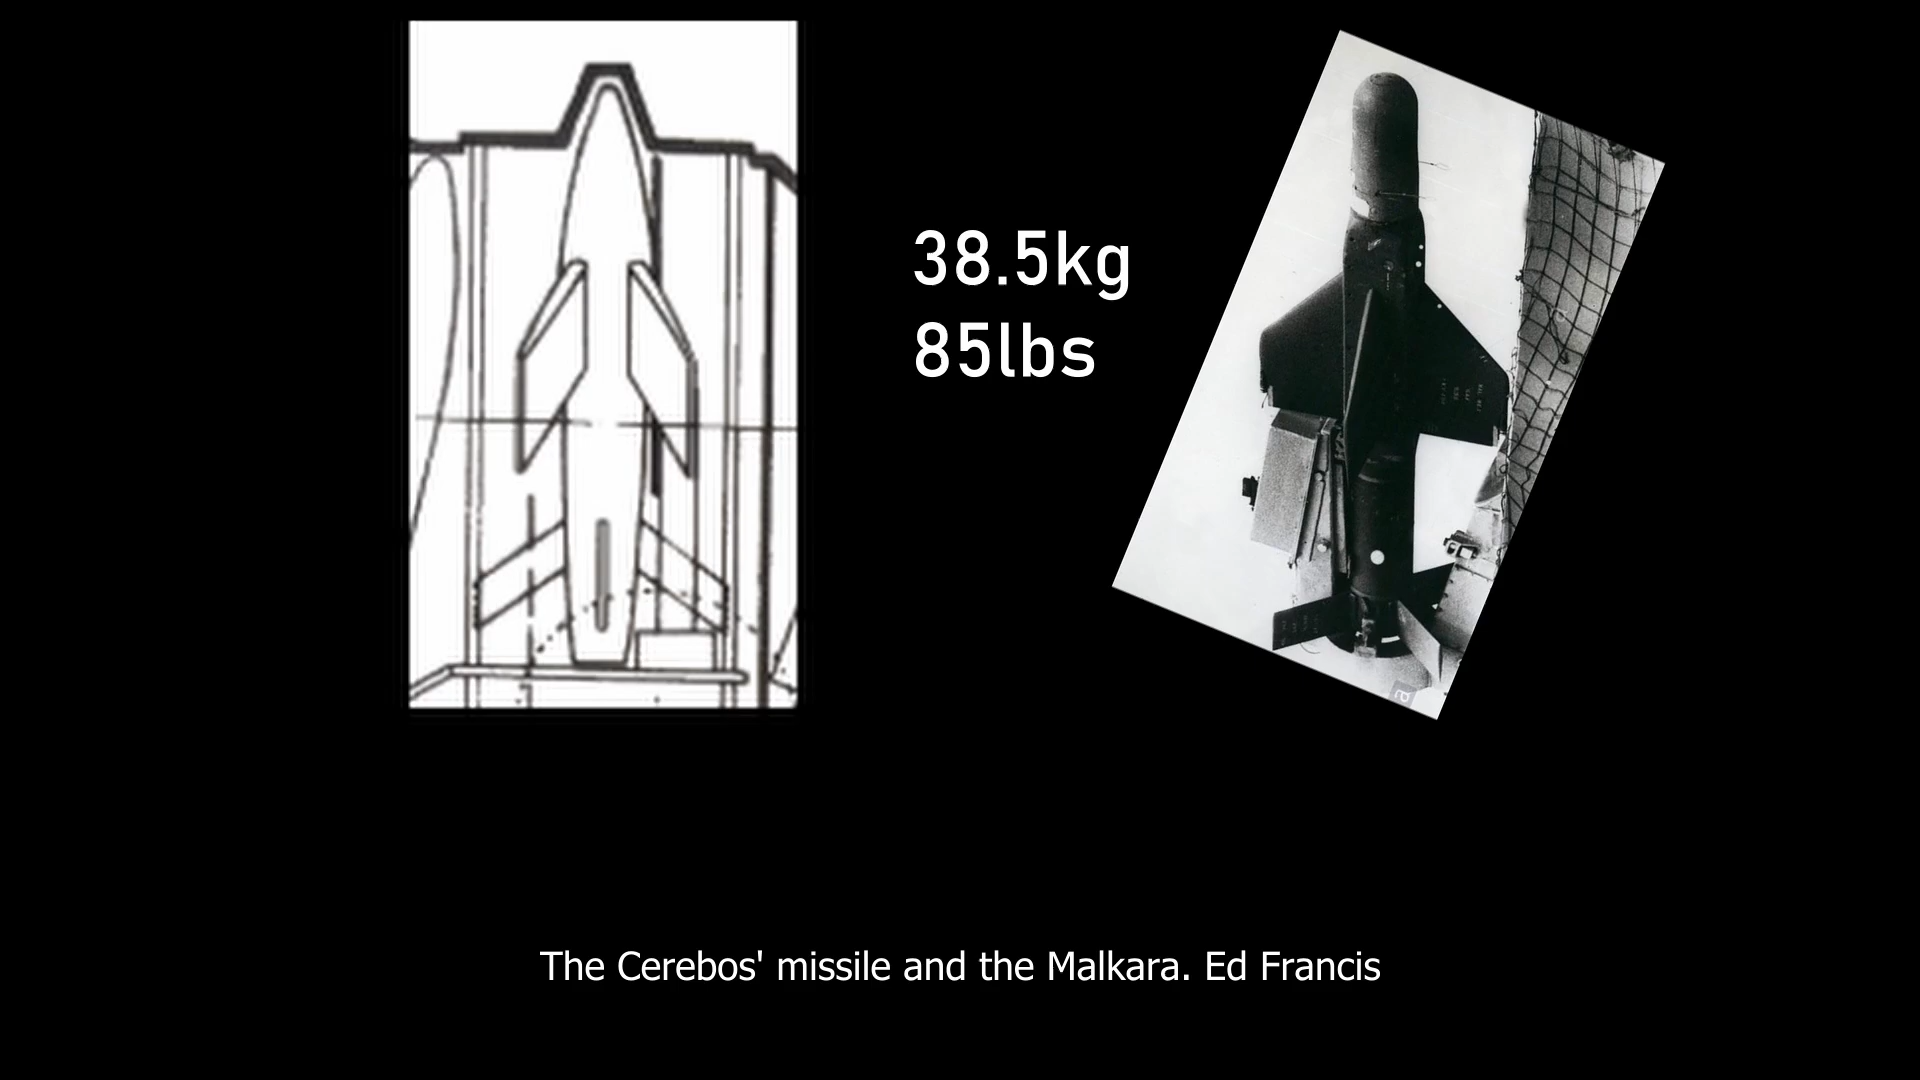 38.5kg
85lbs
a
The Cerebos' missile and the Malkara. Ed Francis